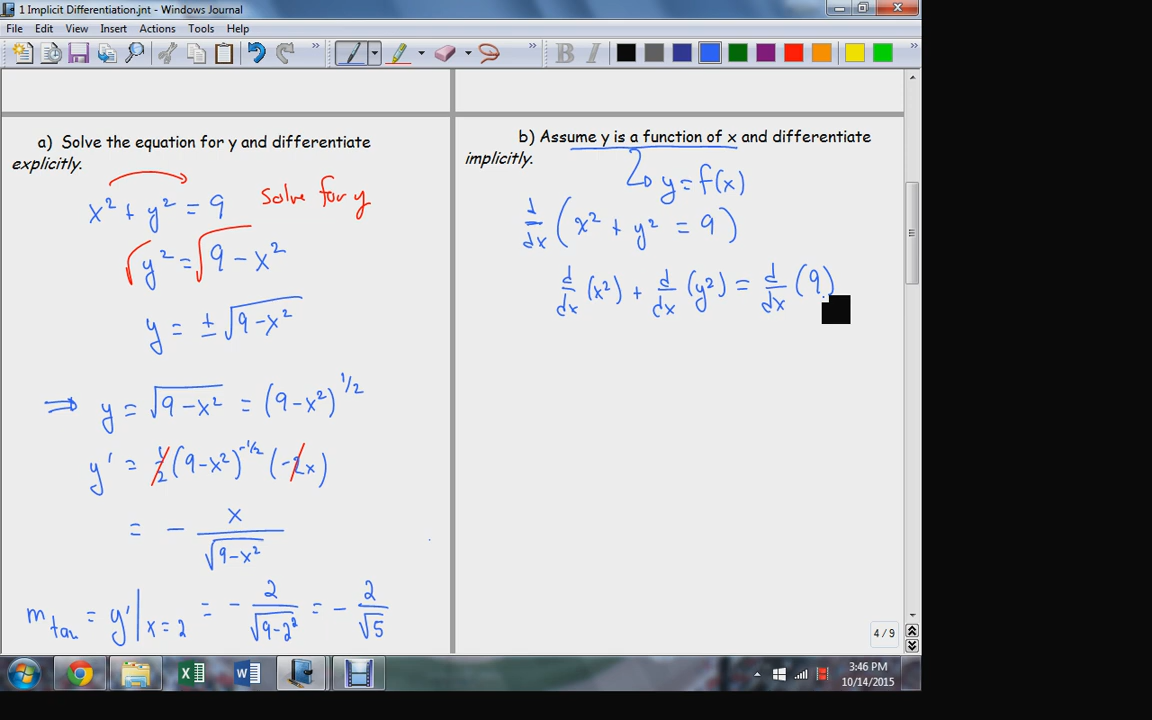 1 Implicit Differentiation.jnt - Windows Journal
File Edit View Insert Actions Tools Help
a) Solve the equation for y and differentiate
explicitly.
x² + y² = 9 Solve for y
√y² = √9 - x²
y = ± √9-x²
⇒ y = √9-x² = (9-x²)^1/2
y' = 1/2 (9-x²)^-1/2 (-2x)
= - x/√9-x²
m tan = y'|x=2 = - 2/√9-2² = - 2/√5
b) Assume y is a function of x and differentiate
implicitly.
y = f(x)
d/dx (x² + y² = 9)
d/dx (x²) + d/dx (y²) = d/dx (9)
4 / 9
3:46 PM
10/14/2015